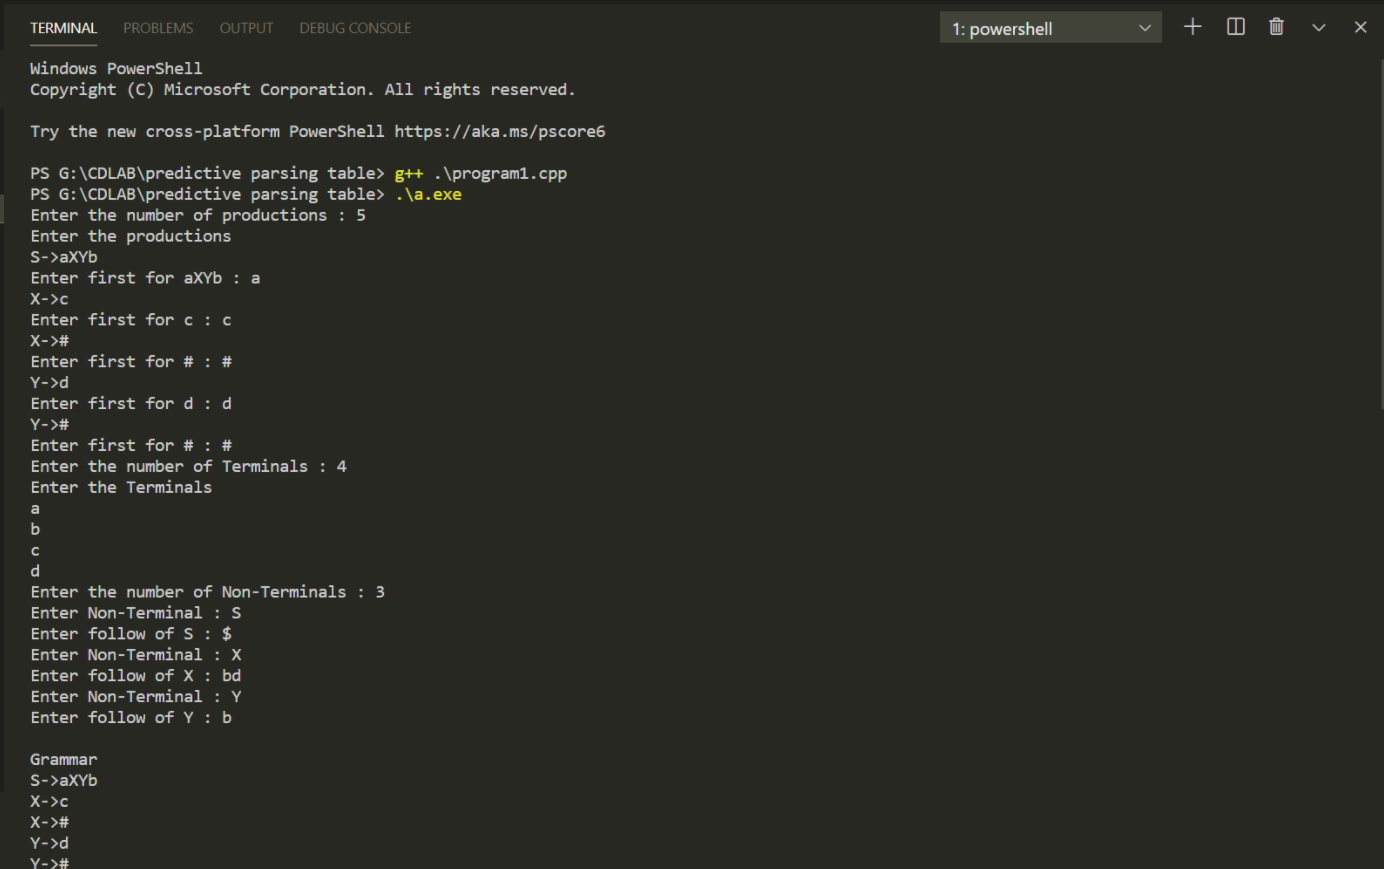 TERMINAL PROBLEMS OUTPUT DEBUG CONSOLE 1: powershell
Windows PowerShell
Copyright (C) Microsoft Corporation. All rights reserved.
Try the new cross-platform PowerShell https://aka.ms/pscore6
PS G:\CDLAB\predictive parsing table> g++ .\program1.cpp
PS G:\CDLAB\predictive parsing table> .\a.exe
Enter the number of productions : 5
Enter the productions
S->aXYb
Enter first for aXYb : a
X->c
Enter first for c : c
X->#
Enter first for # : #
Y->d
Enter first for d : d
Y->#
Enter first for # : #
Enter the number of Terminals : 4
Enter the Terminals
a
b
c
d
Enter the number of Non-Terminals : 3
Enter Non-Terminal : S
Enter follow of S : $
Enter Non-Terminal : X
Enter follow of X : bd
Enter Non-Terminal : Y
Enter follow of Y : b
Grammar
S->aXYb
X->c
X->#
Y->d
Y->#